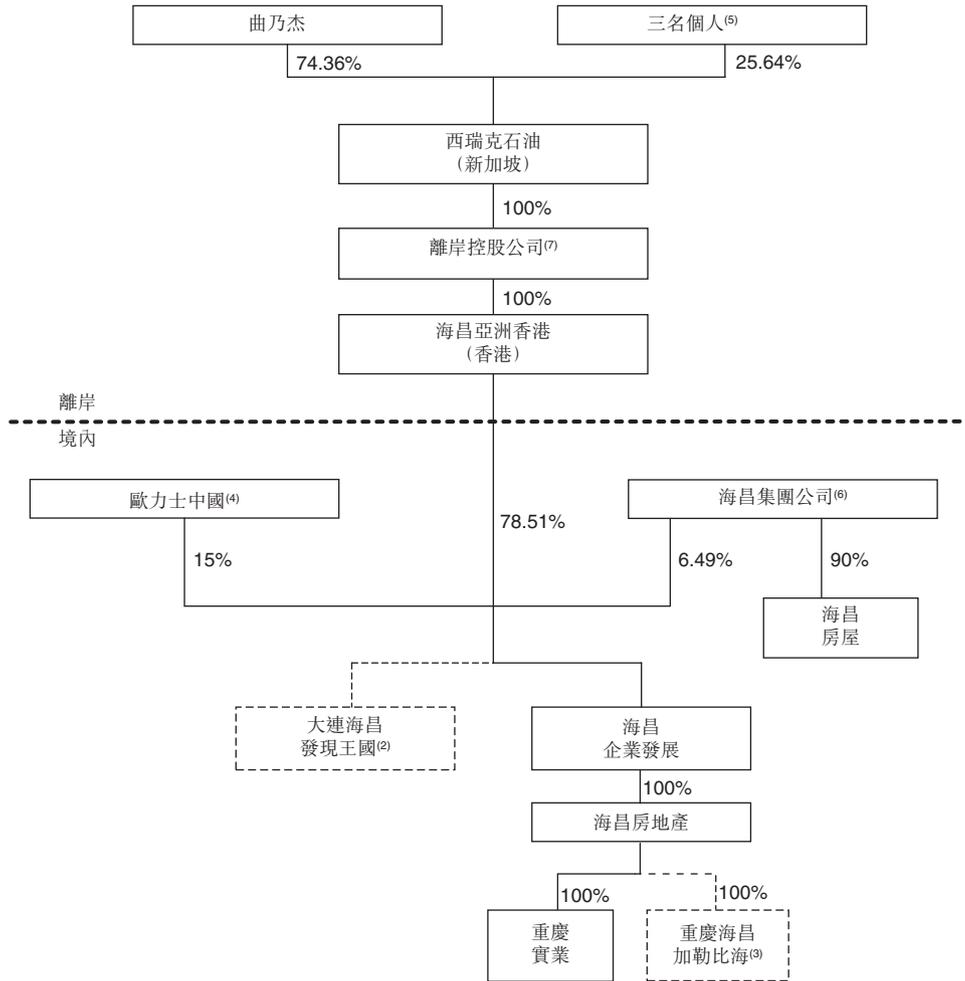 曲乃杰
三名個人(5)
74.36%
25.64%
西瑞克石油
（新加坡）
100%
離岸控股公司(7)
100%
海昌亞洲香港
（香港）
離岸
境內
歐力士中國(4)
海昌集團公司(6)
78.51%
15%
6.49%
90%
海昌
房屋
大連海昌
發現王國(2)
海昌
企業發展
100%
海昌房地產
100%
100%
重慶
實業
重慶海昌
加勒比海(3)